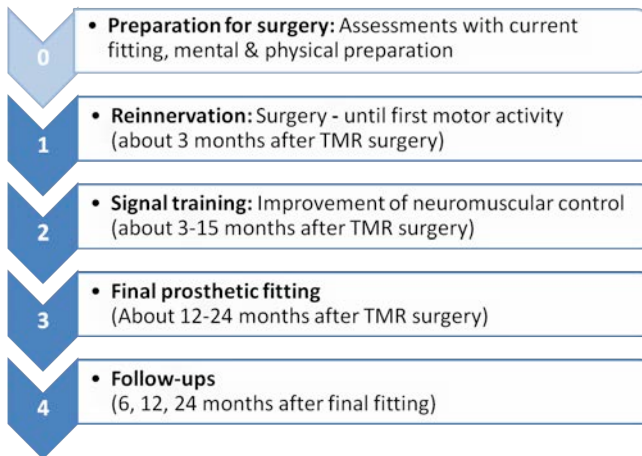 0
• Preparation for surgery: Assessments with current
fitting, mental & physical preparation
1
• Reinnervation: Surgery - until first motor activity
(about 3 months after TMR surgery)
2
• Signal training: Improvement of neuromuscular control
(about 3-15 months after TMR surgery)
3
• Final prosthetic fitting
(About 12-24 months after TMR surgery)
4
• Follow-ups
(6, 12, 24 months after final fitting)